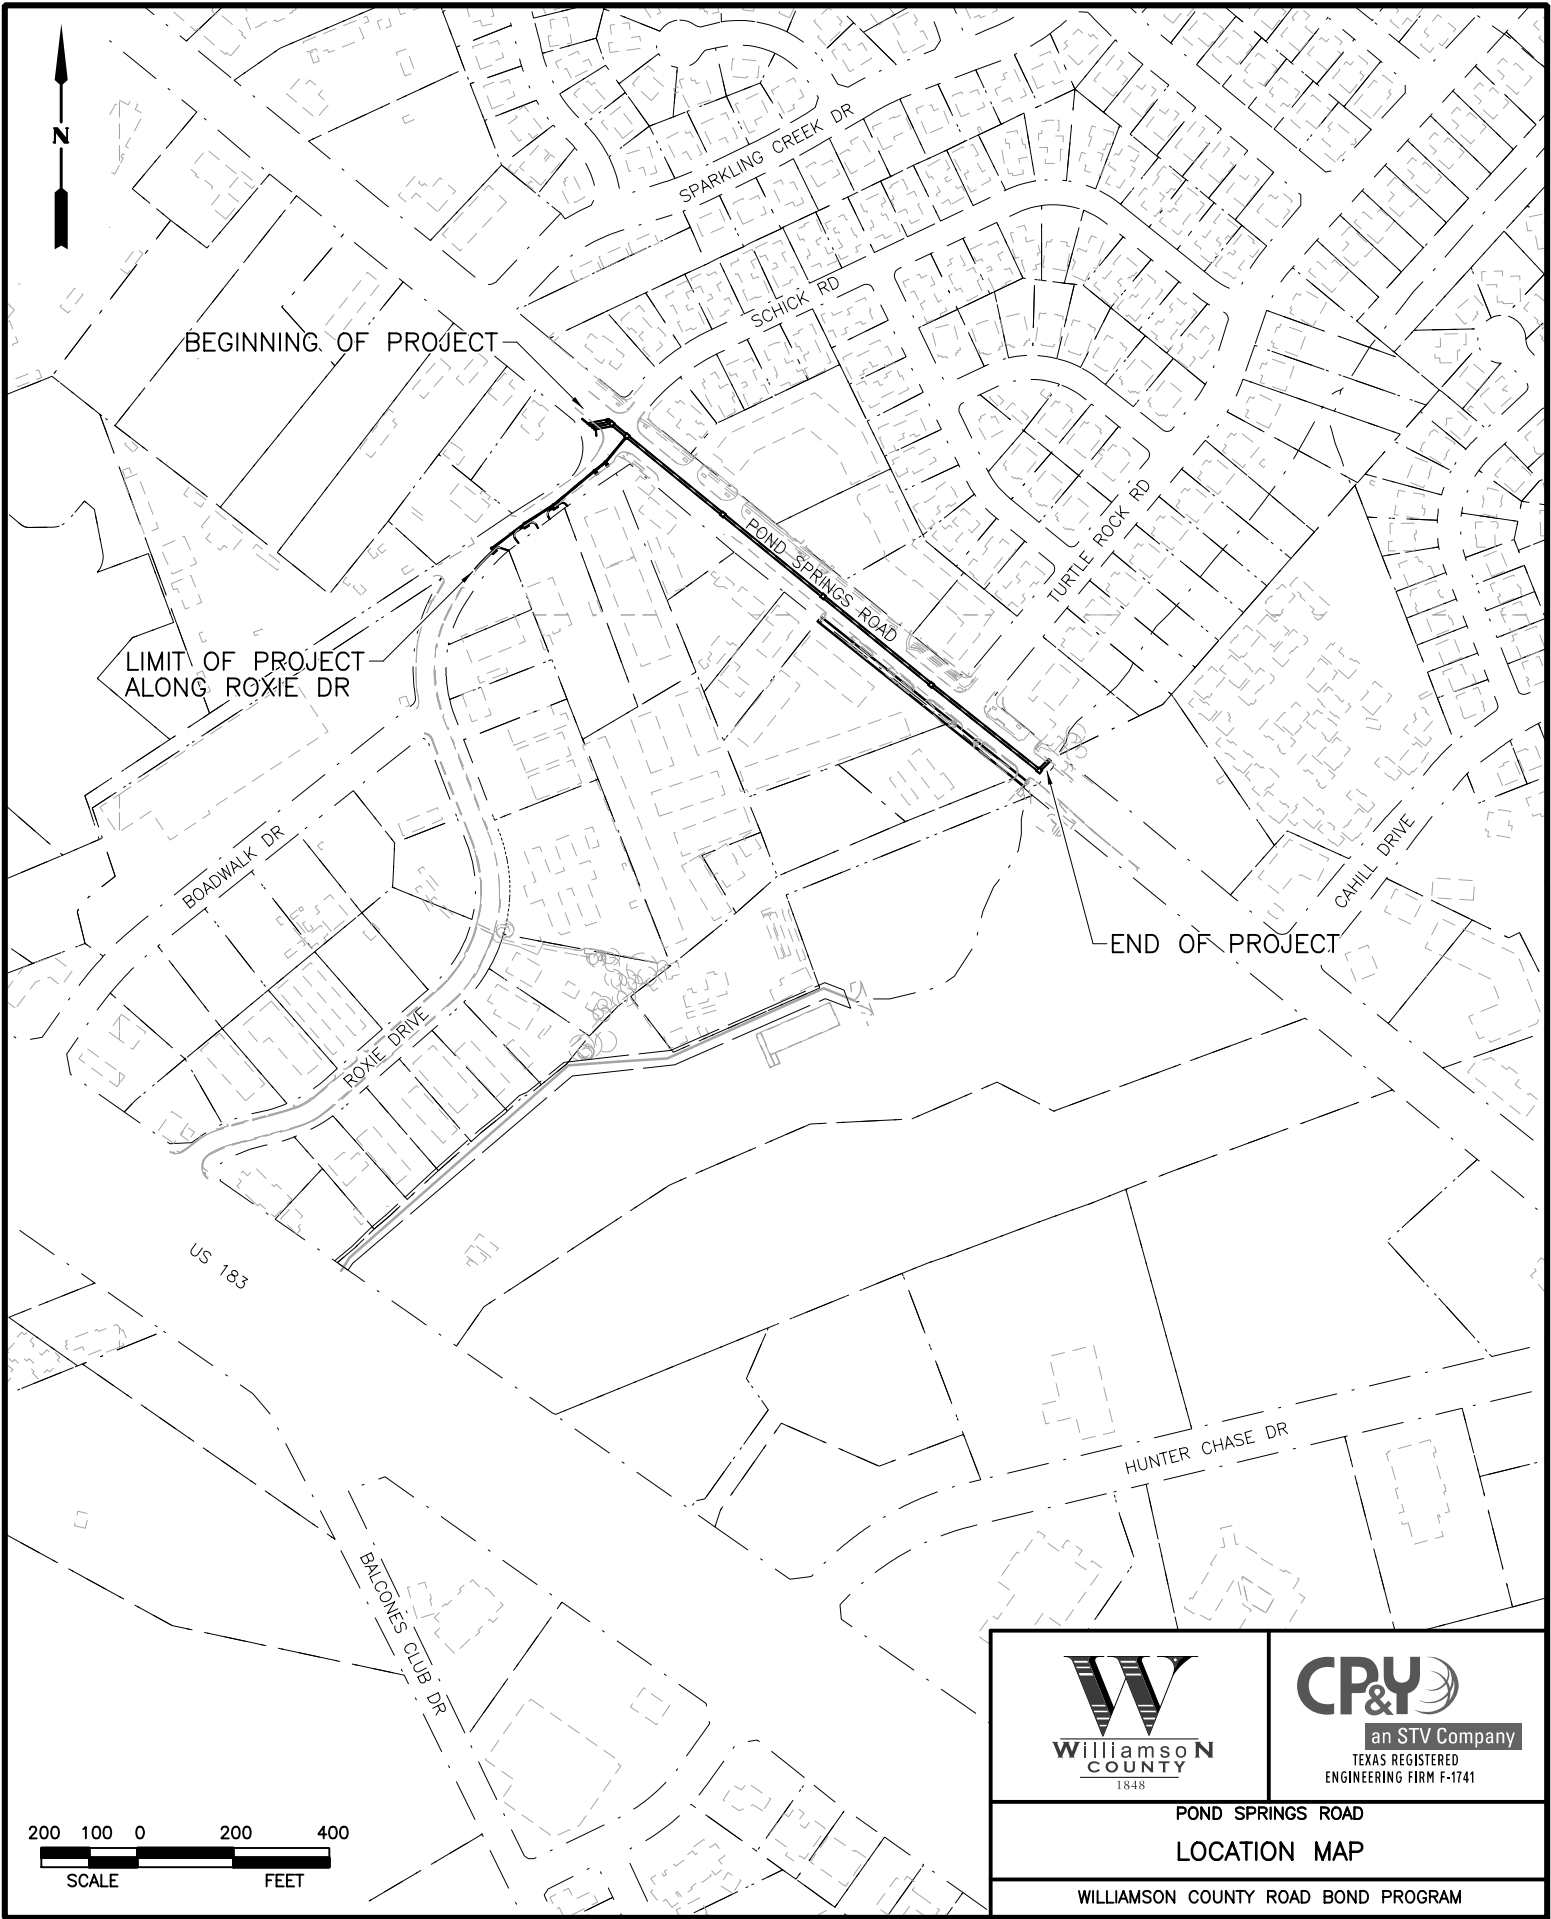 N
SPARKLING CREEK DR
SCHICK RD
BEGINNING OF PROJECT
POND SPRINGS ROAD
TURTLE ROCK RD
LIMIT OF PROJECT
ALONG ROXIE DR
BOADWALK DR
CAHILL DRIVE
END OF PROJECT
ROXIE DRIVE
US 183
HUNTER CHASE DR
BALCONES CLUB DR
W
WilliamsoN
COUNTY
1848
CP&Y
an STV Company
TEXAS REGISTERED
ENGINEERING FIRM F-1741
POND SPRINGS ROAD
LOCATION MAP
WILLIAMSON COUNTY ROAD BOND PROGRAM
200 100 0 200 400
SCALE FEET